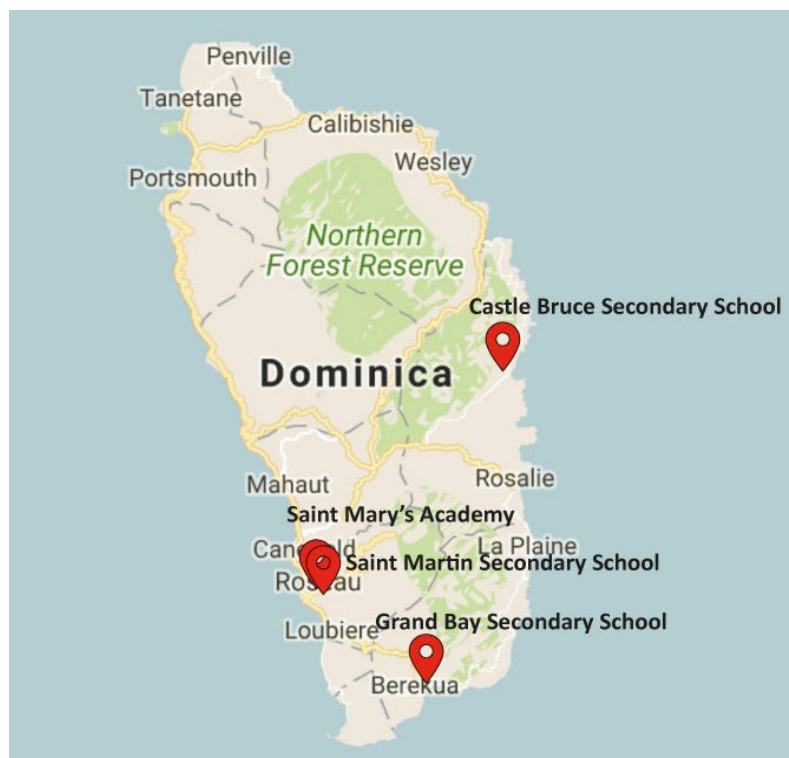 Penville
Tanetane
Calibishie
Wesley
Portsmouth
Northern
Forest Reserve
Castle Bruce Secondary School
Dominica
Rosalie
Mahaut
Saint Mary's Academy
La Plaine
Saint Martin Secondary School
Loubiere
Grand Bay Secondary School
Berekua